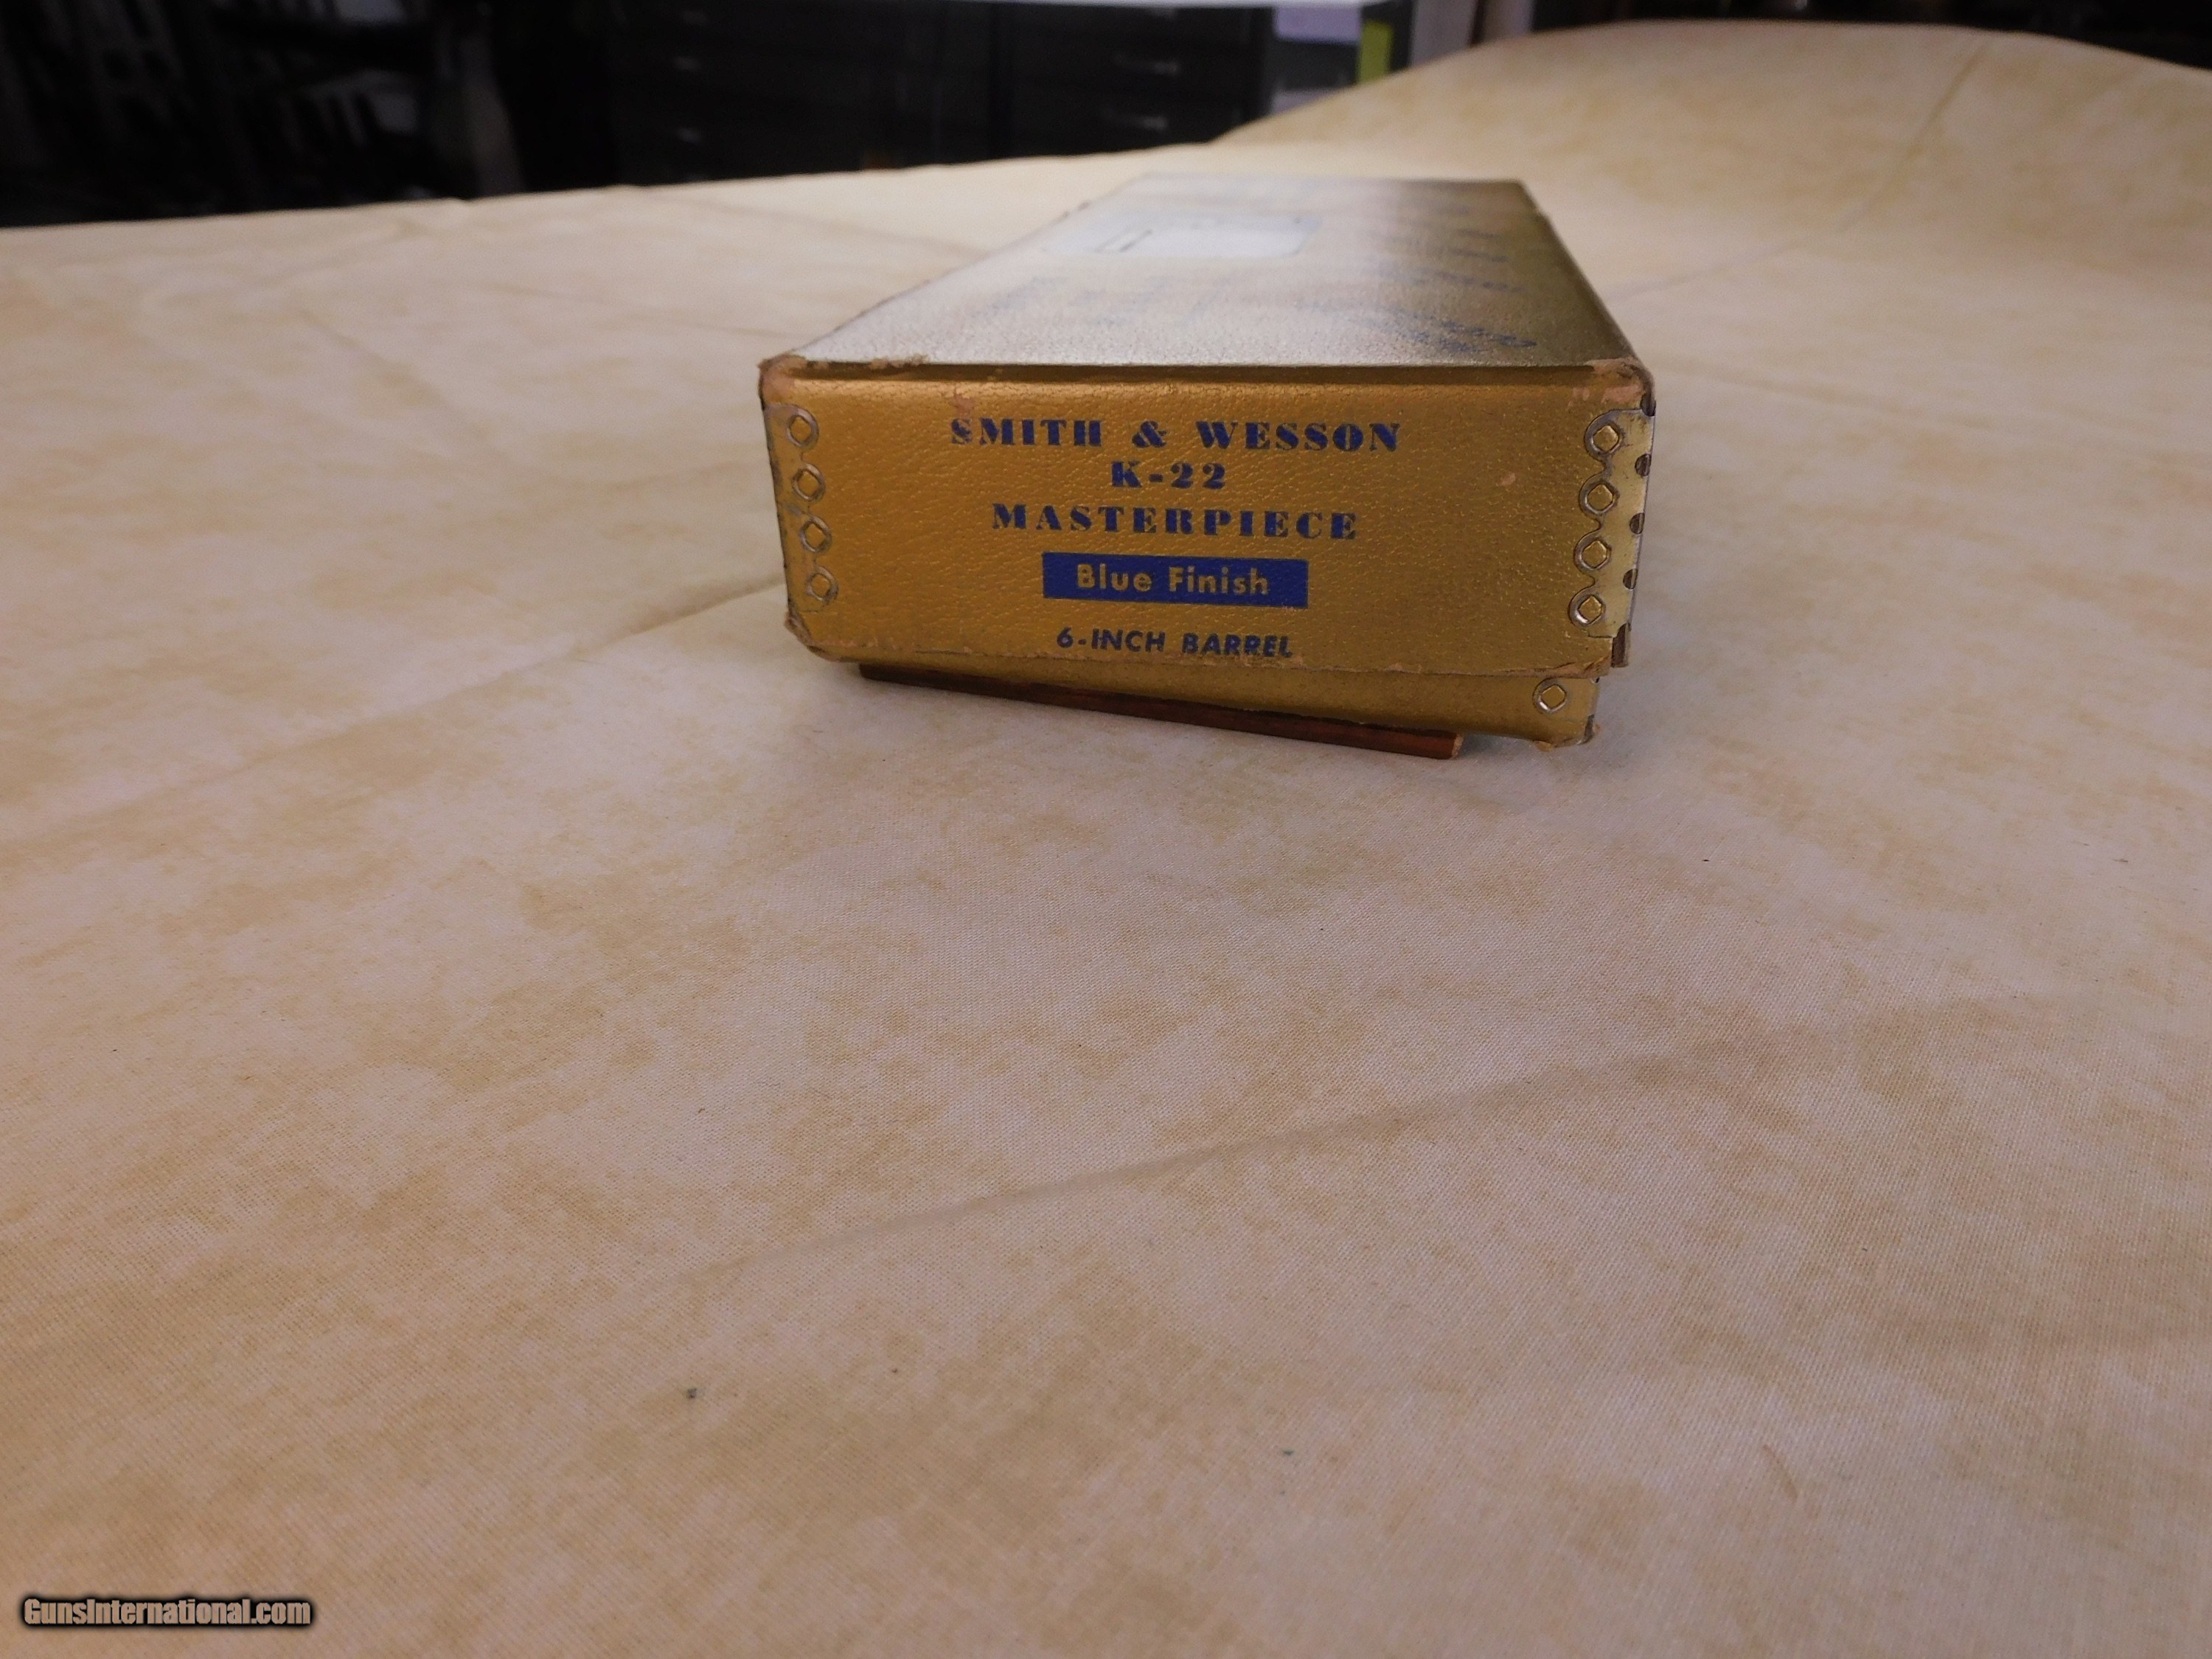 SMITH & WESSON
K-22
MASTERPIECE
Blue Finish
6-INCH BARREL
GunsInternational.com